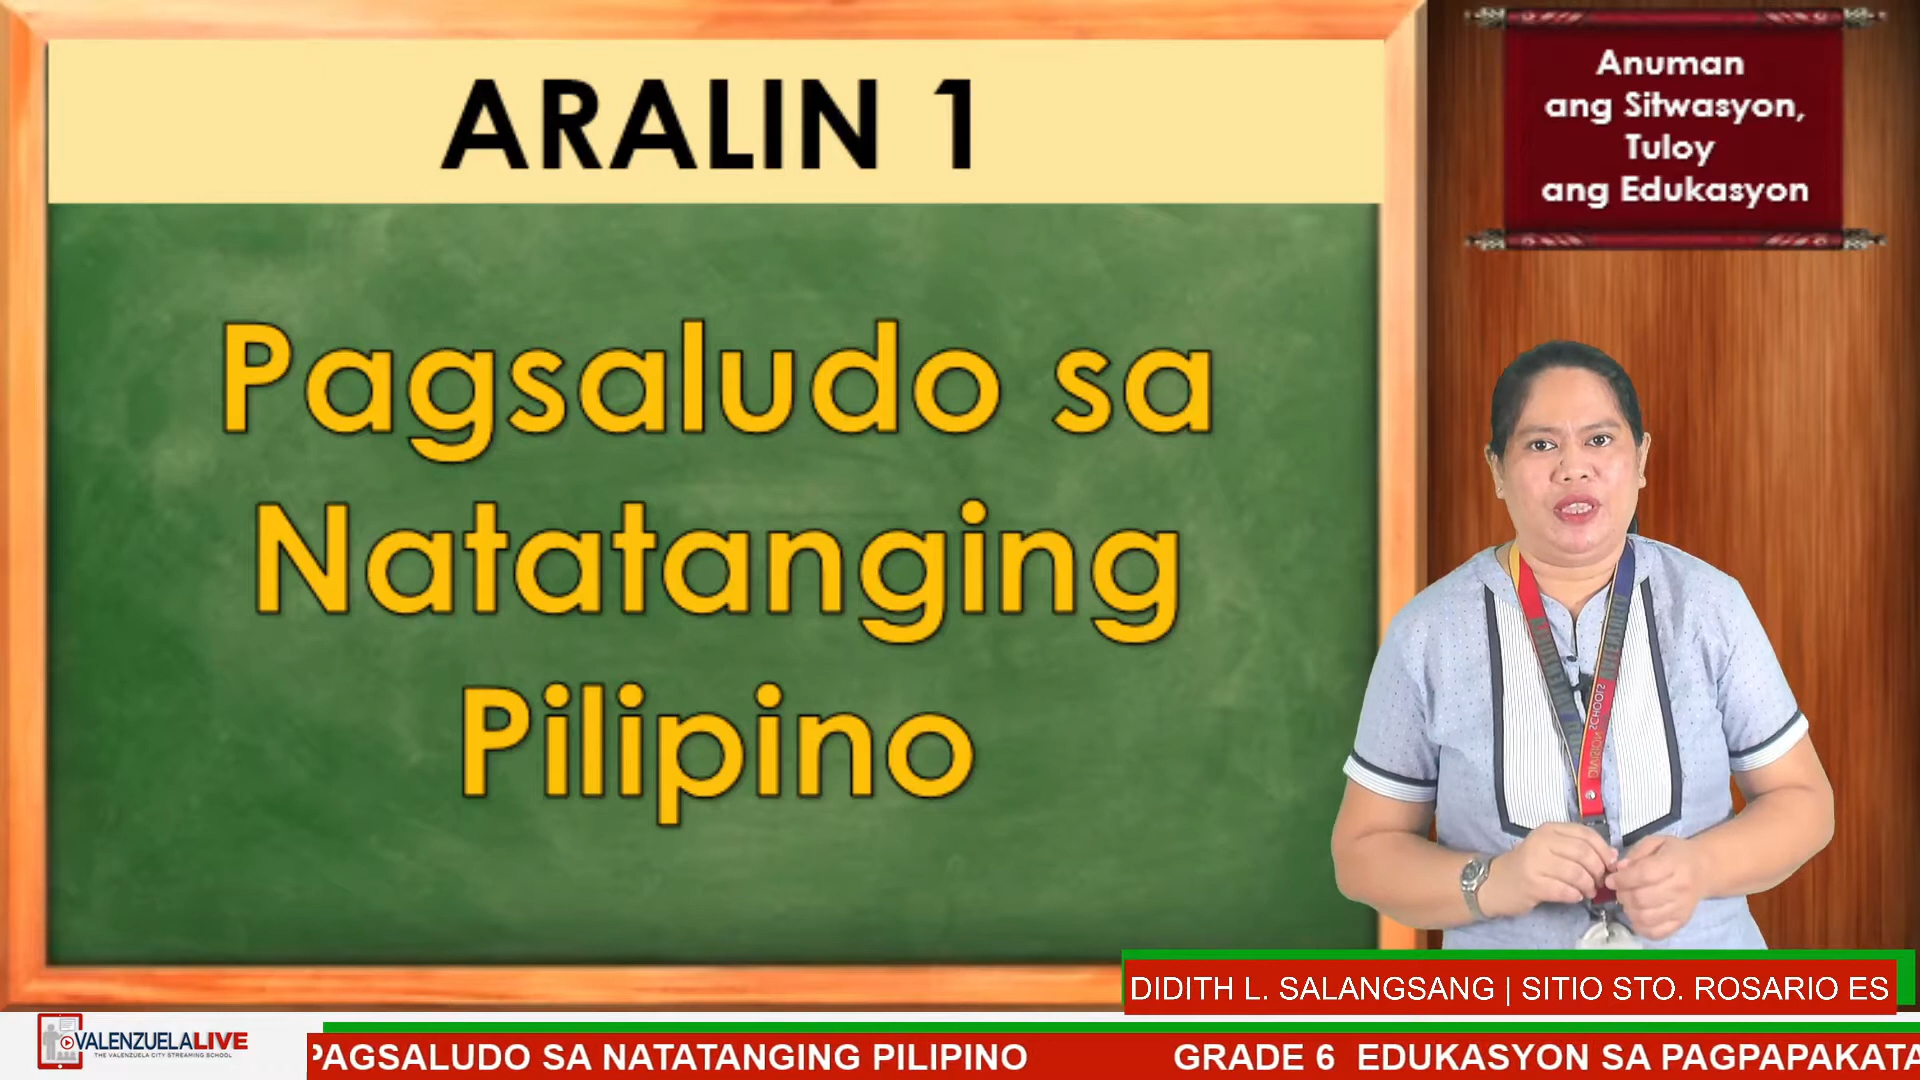 ARALIN 1
Pagsaludo sa
Natatanging
Pilipino
Anuman
ang Sitwasyon,
Tuloy
ang Edukasyon
DIDITH L. SALANGSANG | SITIO STO. ROSARIO ES
VALENZUELALIVE
THE VALENZUELA CITY STREAMING SCHOOL
PAGSALUDO SA NATATANGING PILIPINO GRADE 6 EDUKASYON SA PAGPAPAKATA